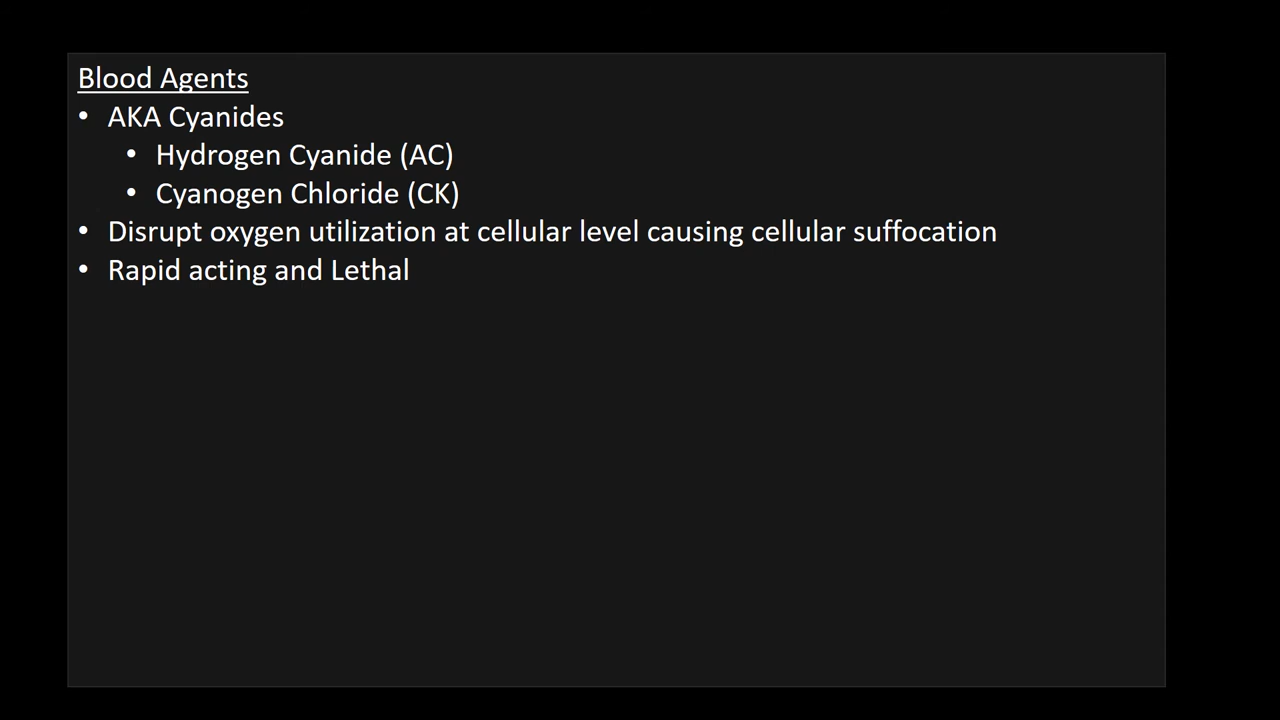 Blood Agents
• AKA Cyanides
• Hydrogen Cyanide (AC)
• Cyanogen Chloride (CK)
• Disrupt oxygen utilization at cellular level causing cellular suffocation
• Rapid acting and Lethal